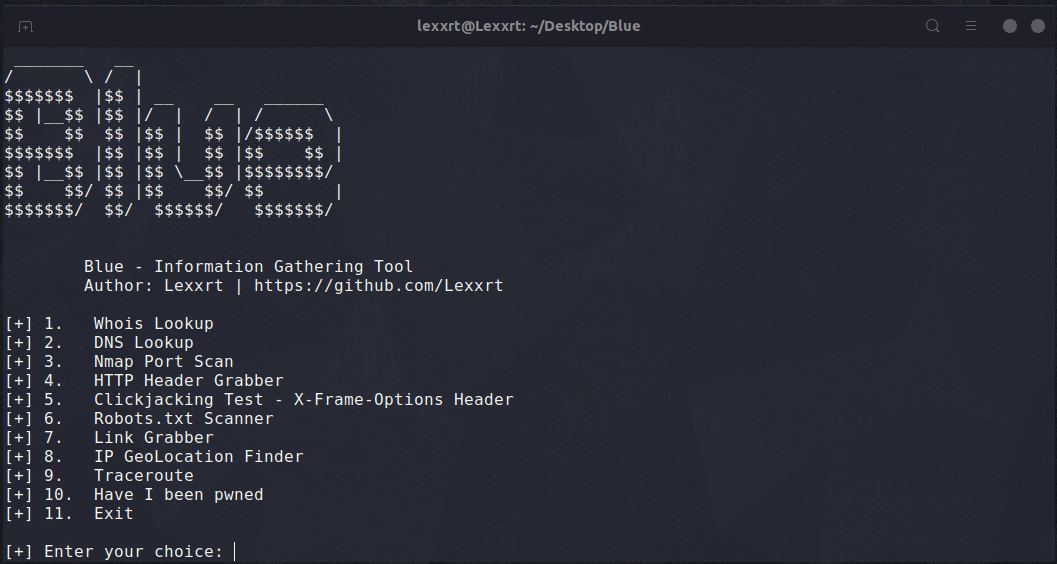 lexxrt@Lexxrt: ~/Desktop/Blue
 _______   __
/       \ /  |
$$$$$$$  |$$ | __    __   ______
$$ |__$$ |$$ |/  |  /  | /      \
$$    $$  $$ |$$ |  $$ |/$$$$$$  |
$$$$$$$  |$$ |$$ |  $$ |$$    $$ |
$$ |__$$ |$$ |$$ \__$$ |$$$$$$$$/
$$    $$/ $$ |$$    $$/ $$       |
$$$$$$$/  $$/  $$$$$$/   $$$$$$$/
Blue - Information Gathering Tool
Author: Lexxrt | https://github.com/Lexxrt
[+] 1.   Whois Lookup
[+] 2.   DNS Lookup
[+] 3.   Nmap Port Scan
[+] 4.   HTTP Header Grabber
[+] 5.   Clickjacking Test - X-Frame-Options Header
[+] 6.   Robots.txt Scanner
[+] 7.   Link Grabber
[+] 8.   IP GeoLocation Finder
[+] 9.   Traceroute
[+] 10.  Have I been pwned
[+] 11.  Exit
[+] Enter your choice: